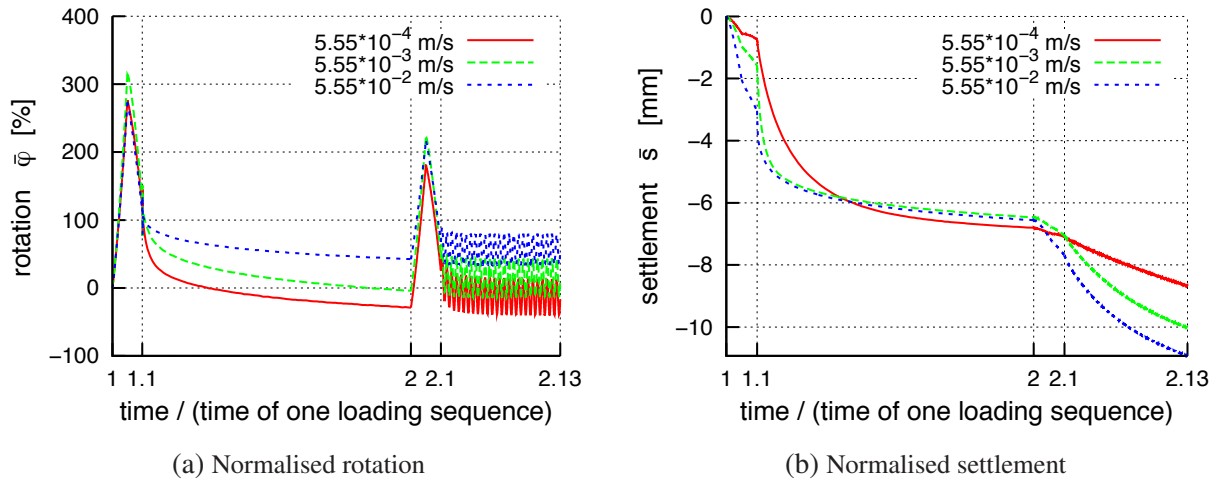 400
300
200
100
0
−100
1 1.1 2 2.1 2.13
rotation φ̄ [%]
time / (time of one loading sequence)
5.55*10⁻⁴ m/s
5.55*10⁻³ m/s
5.55*10⁻² m/s
(a) Normalised rotation
0
−2
−4
−6
−8
−10
1 1.1 2 2.1 2.13
settlement s̄ [mm]
time / (time of one loading sequence)
5.55*10⁻⁴ m/s
5.55*10⁻³ m/s
5.55*10⁻² m/s
(b) Normalised settlement